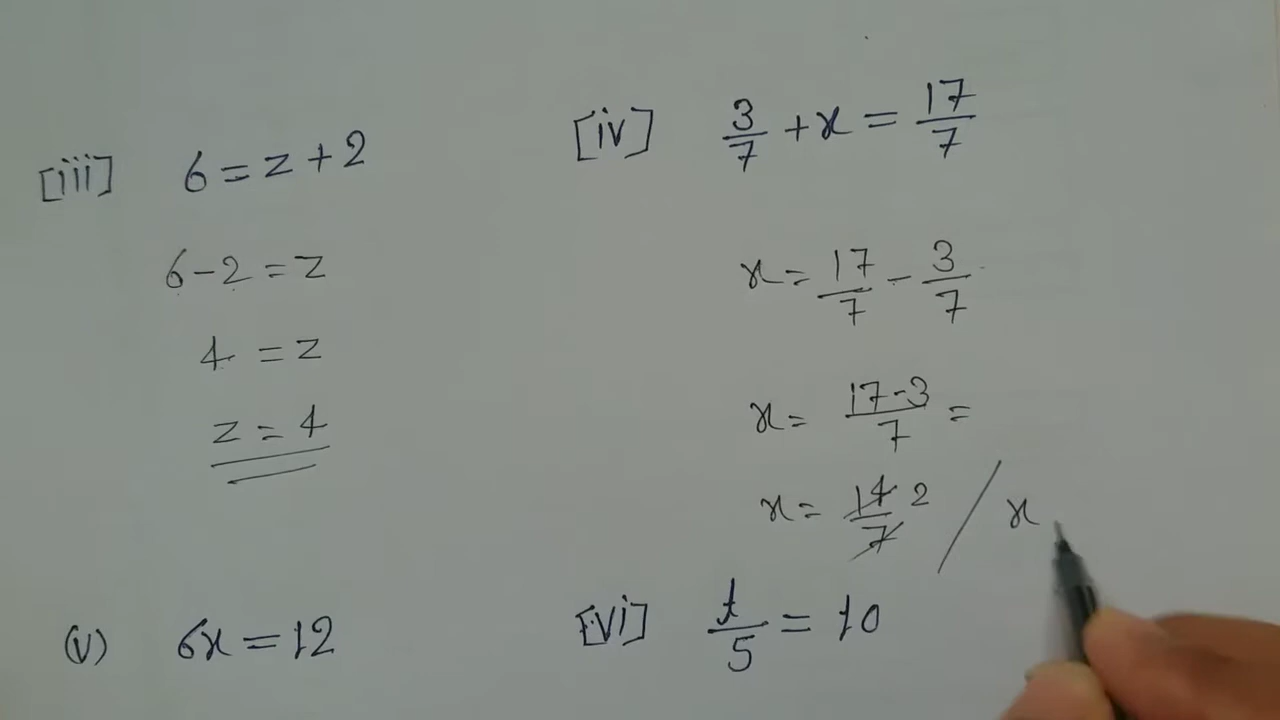 [iii] 6 = z + 2
6 - 2 = z
4 = z
z = 4
[iv] 3/7 + x = 17/7
x = 17/7 - 3/7
x = 17-3/7 =
x = 14/7 2 / x
(v) 6x = 12
[vi] t/5 = 10